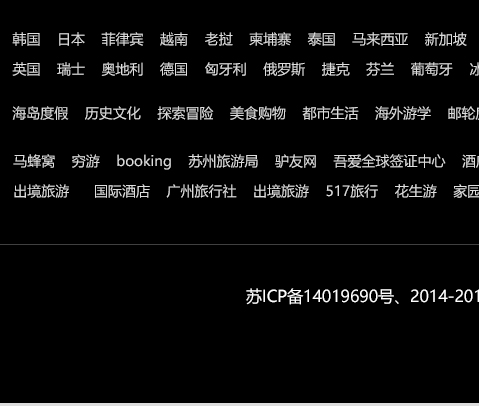 韩国 日本 菲律宾 越南 老挝 柬埔寨 泰国 马来西亚 新加坡
英国 瑞士 奥地利 德国 匈牙利 俄罗斯 捷克 芬兰 葡萄牙
海岛度假 历史文化 探索冒险 美食购物 都市生活 海外游学 邮轮
马蜂窝 穷游 booking 苏州旅游局 驴友网 吾爱全球签证中心 酒
出境旅游 国际酒店 广州旅行社 出境旅游 517旅行 花生游 家园
苏ICP备14019690号、2014-201